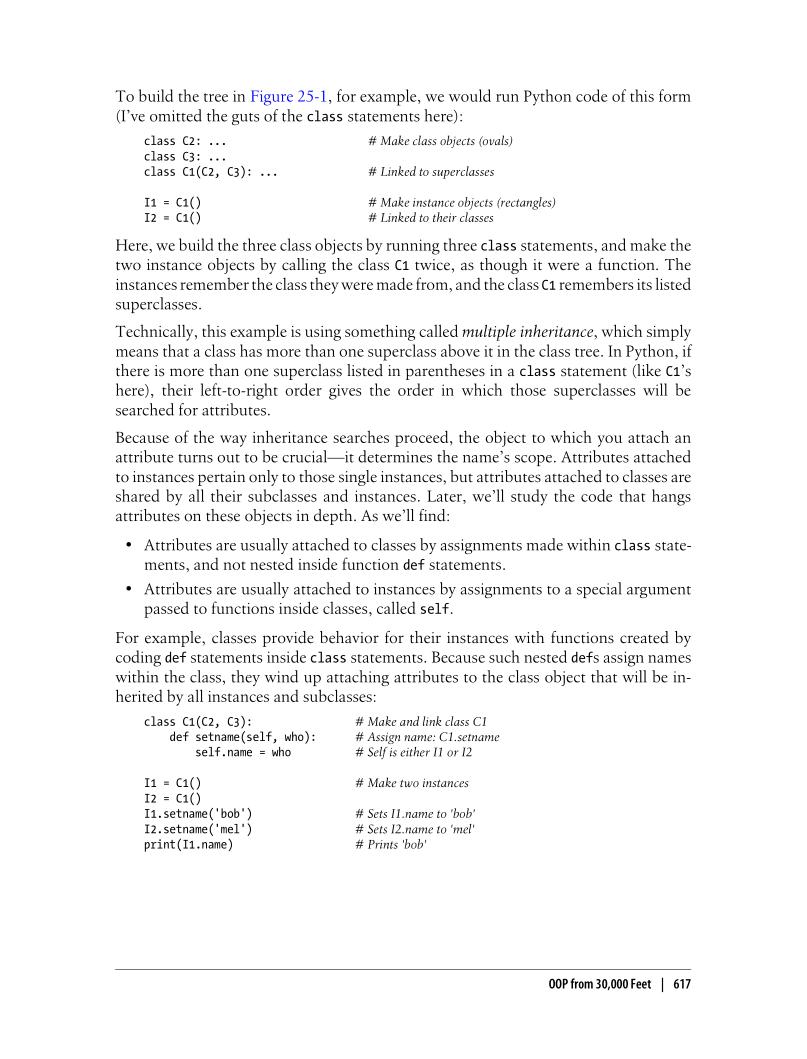 To build the tree in Figure 25-1, for example, we would run Python code of this form
(I've omitted the guts of the class statements here):
class C2: ... # Make class objects (ovals)
class C3: ...
class C1(C2, C3): ... # Linked to superclasses
I1 = C1() # Make instance objects (rectangles)
I2 = C1() # Linked to their classes
Here, we build the three class objects by running three class statements, and make the
two instance objects by calling the class C1 twice, as though it were a function. The
instances remember the class they were made from, and the class C1 remembers its listed
superclasses.
Technically, this example is using something called multiple inheritance, which simply
means that a class has more than one superclass above it in the class tree. In Python, if
there is more than one superclass listed in parentheses in a class statement (like C1's
here), their left-to-right order gives the order in which those superclasses will be
searched for attributes.
Because of the way inheritance searches proceed, the object to which you attach an
attribute turns out to be crucial—it determines the name's scope. Attributes attached
to instances pertain only to those single instances, but attributes attached to classes are
shared by all their subclasses and instances. Later, we'll study the code that hangs
attributes on these objects in depth. As we'll find:
• Attributes are usually attached to classes by assignments made within class state-
ments, and not nested inside function def statements.
• Attributes are usually attached to instances by assignments to a special argument
passed to functions inside classes, called self.
For example, classes provide behavior for their instances with functions created by
coding def statements inside class statements. Because such nested defs assign names
within the class, they wind up attaching attributes to the class object that will be in-
herited by all instances and subclasses:
class C1(C2, C3): # Make and link class C1
def setname(self, who): # Assign name: C1.setname
self.name = who # Self is either I1 or I2
I1 = C1() # Make two instances
I2 = C1()
I1.setname('bob') # Sets I1.name to 'bob'
I2.setname('mel') # Sets I2.name to 'mel'
print(I1.name) # Prints 'bob'
OOP from 30,000 Feet | 617